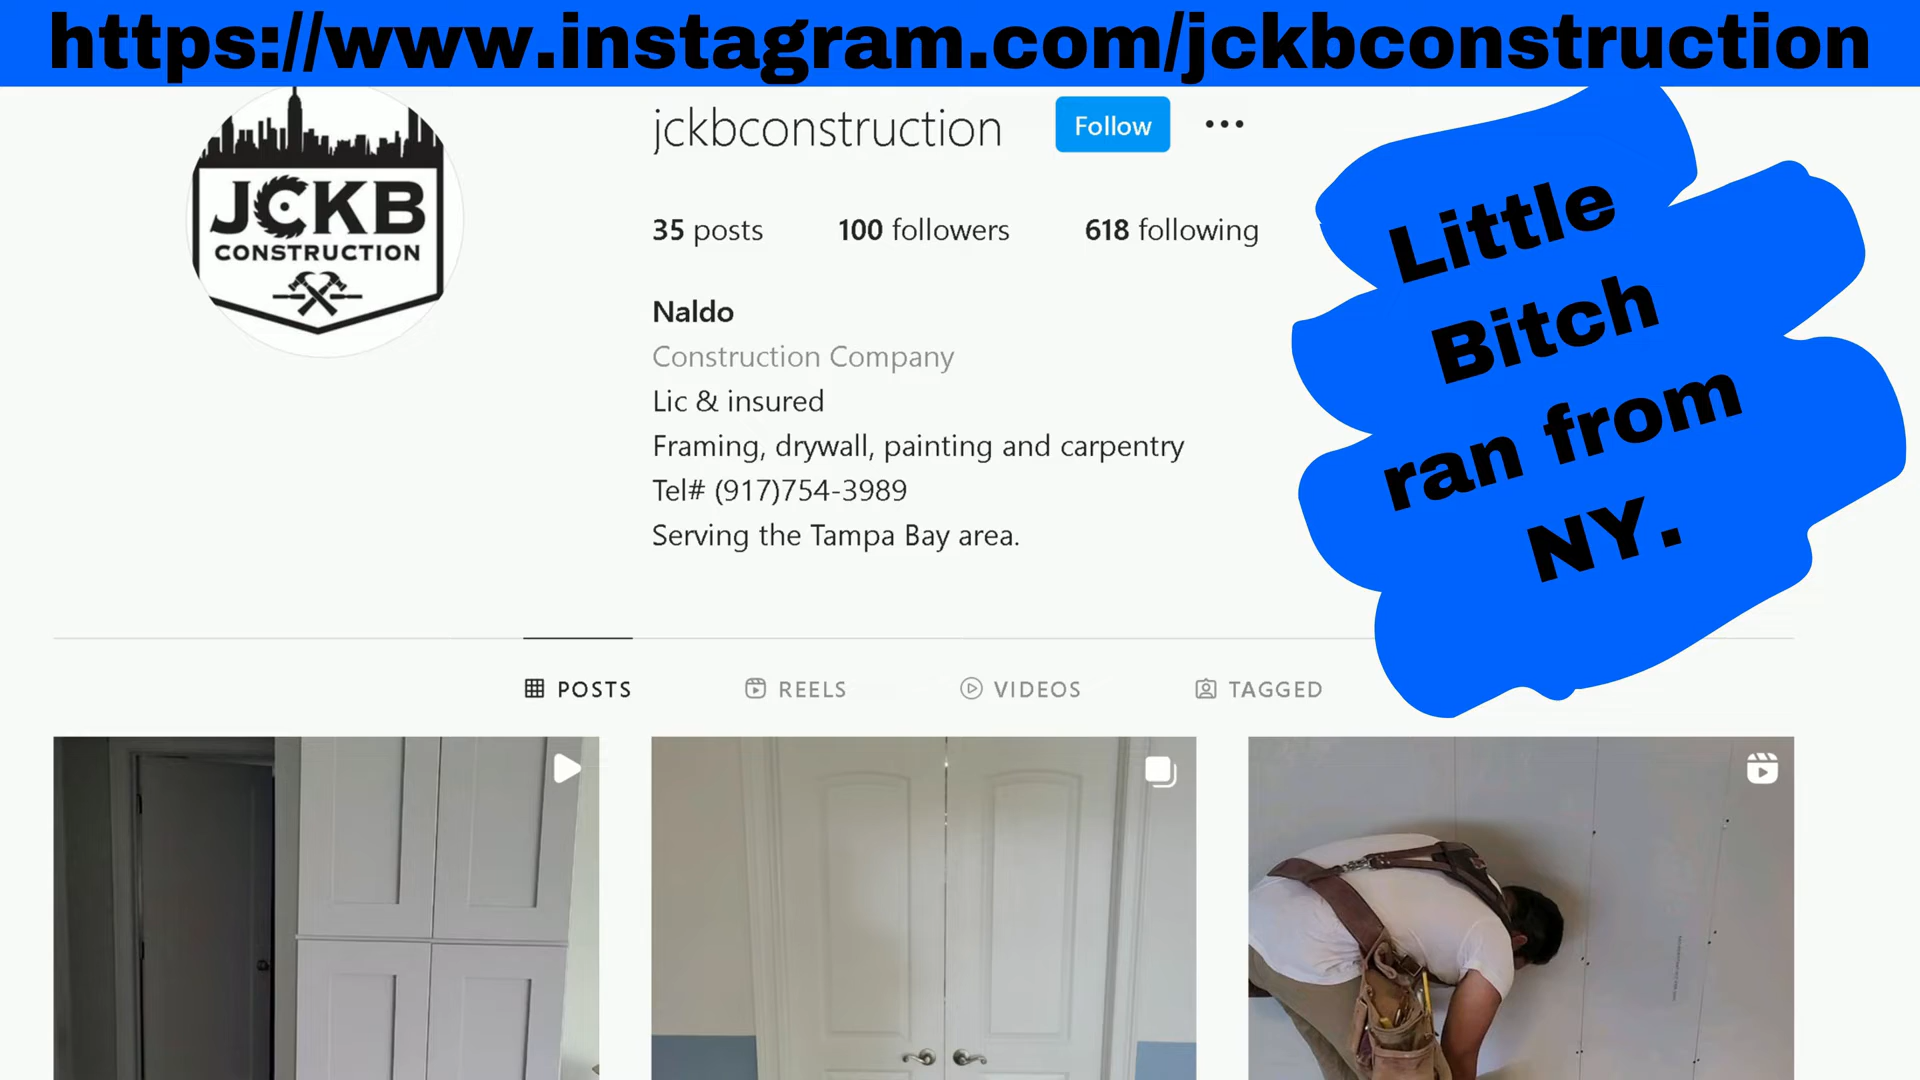 https://www.instagram.com/jckbconstruction
JCKB
CONSTRUCTION
jckbconstruction
Follow
35 posts
100 followers
618 following
Naldo
Construction Company
Lic & insured
Framing, drywall, painting and carpentry
Tel# (917)754-3989
Serving the Tampa Bay area.
Little
Bitch
ran from
NY.
POSTS
REELS
VIDEOS
TAGGED